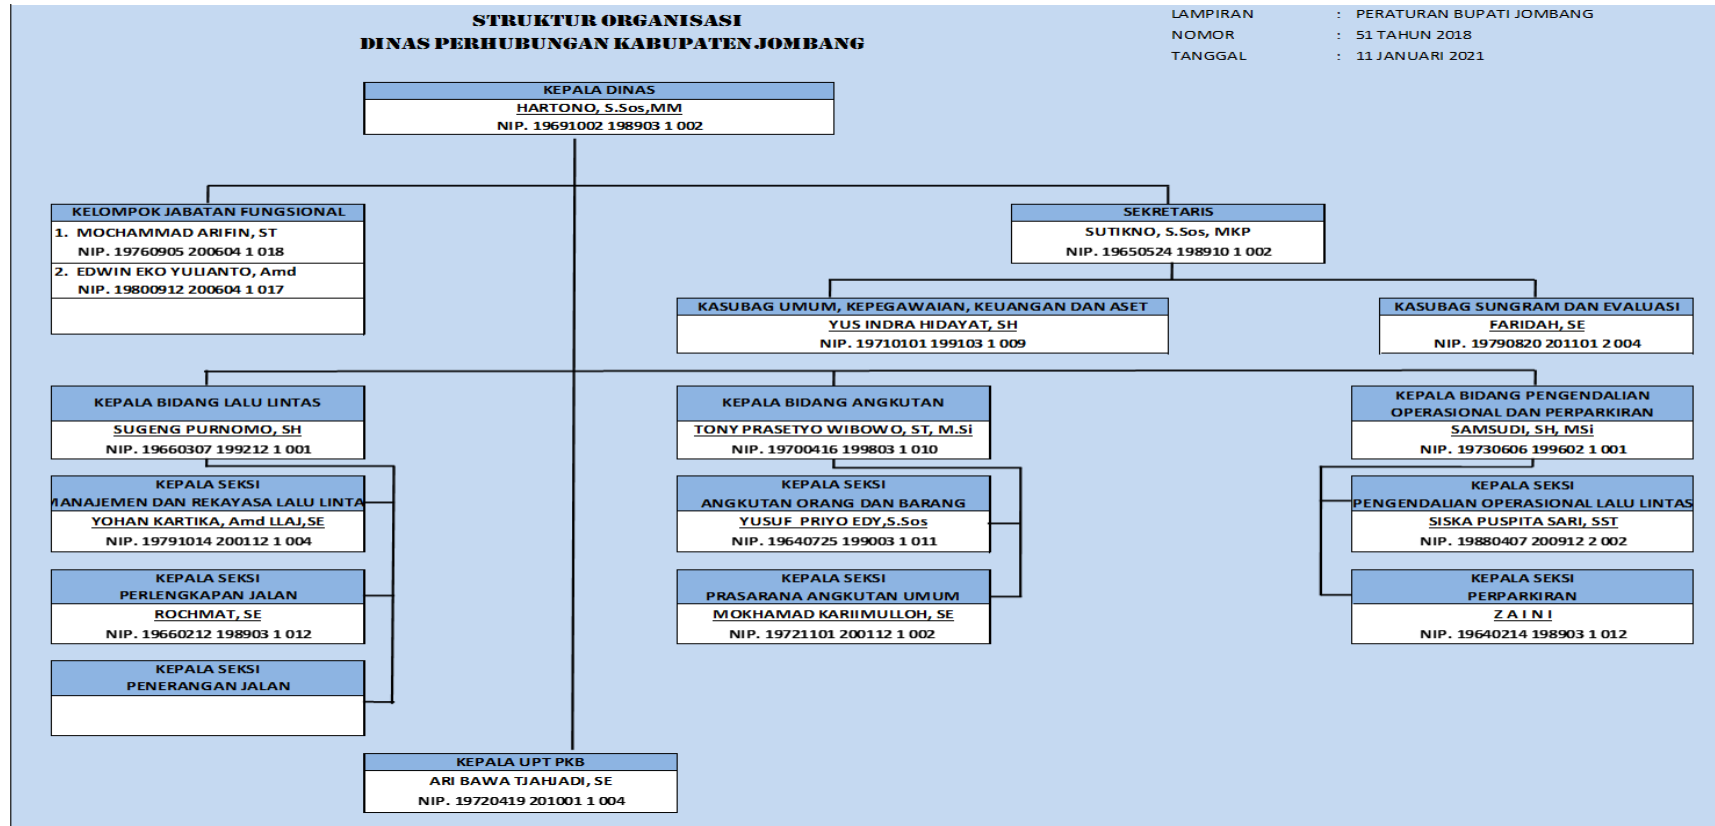 STRUKTUR ORGANISASI
DINAS PERHUBUNGAN KABUPATEN JOMBANG
LAMPIRAN : PERATURAN BUPATI JOMBANG
NOMOR : 51 TAHUN 2018
TANGGAL : 11 JANUARI 2021
KEPALA DINAS
HARTONO, S.Sos,MM
NIP. 19691002 198903 1 002
KELOMPOK JABATAN FUNGSIONAL
1. MOCHAMMAD ARIFIN, ST
NIP. 19760905 200604 1 018
2. EDWIN EKO YULIANTO, Amd
NIP. 19800912 200604 1 017
SEKRETARIS
SUTIKNO, S.Sos, MKP
NIP. 19650524 198910 1 002
KASUBAG UMUM, KEPEGAWAIAN, KEUANGAN DAN ASET
YUS INDRA HIDAYAT, SH
NIP. 19710101 199103 1 009
KASUBAG SUNGRAM DAN EVALUASI
FARIDAH, SE
NIP. 19790820 201101 2 004
KEPALA BIDANG LALU LINTAS
SUGENG PURNOMO, SH
NIP. 19660307 199212 1 001
KEPALA BIDANG ANGKUTAN
TONY PRASETYO WIBOWO, ST, M.Si
NIP. 19700416 199803 1 010
KEPALA BIDANG PENGENDALIAN
OPERASIONAL DAN PERPARKIRAN
SAMSUDI, SH, MSi
NIP. 19730606 199602 1 001
KEPALA SEKSI
MANAJEMEN DAN REKAYASA LALU LINTA
YOHAN KARTIKA, Amd LLAJ,SE
NIP. 19791014 200112 1 004
KEPALA SEKSI
ANGKUTAN ORANG DAN BARANG
YUSUF PRIYO EDY,S.Sos
NIP. 19640725 199003 1 011
KEPALA SEKSI
PENGENDALIAN OPERASIONAL LALU LINTAS
SISKA PUSPITA SARI, SST
NIP. 19880407 200912 2 002
KEPALA SEKSI
PERLENGKAPAN JALAN
ROCHMAT, SE
NIP. 19660212 198903 1 012
KEPALA SEKSI
PRASARANA ANGKUTAN UMUM
MOKHAMAD KARIIMULLOH, SE
NIP. 19721101 200112 1 002
KEPALA SEKSI
PERPARKIRAN
Z A I N I
NIP. 19640214 198903 1 012
KEPALA SEKSI
PENERANGAN JALAN
KEPALA UPT PKB
ARI BAWA TJAHJADI, SE
NIP. 19720419 201001 1 004